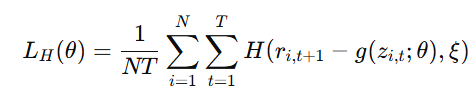 L_H(θ) = \frac{1}{NT} \sum_{i=1}^{N} \sum_{t=1}^{T} H(r_{i,t+1} − g(z_{i,t}; θ), ξ)